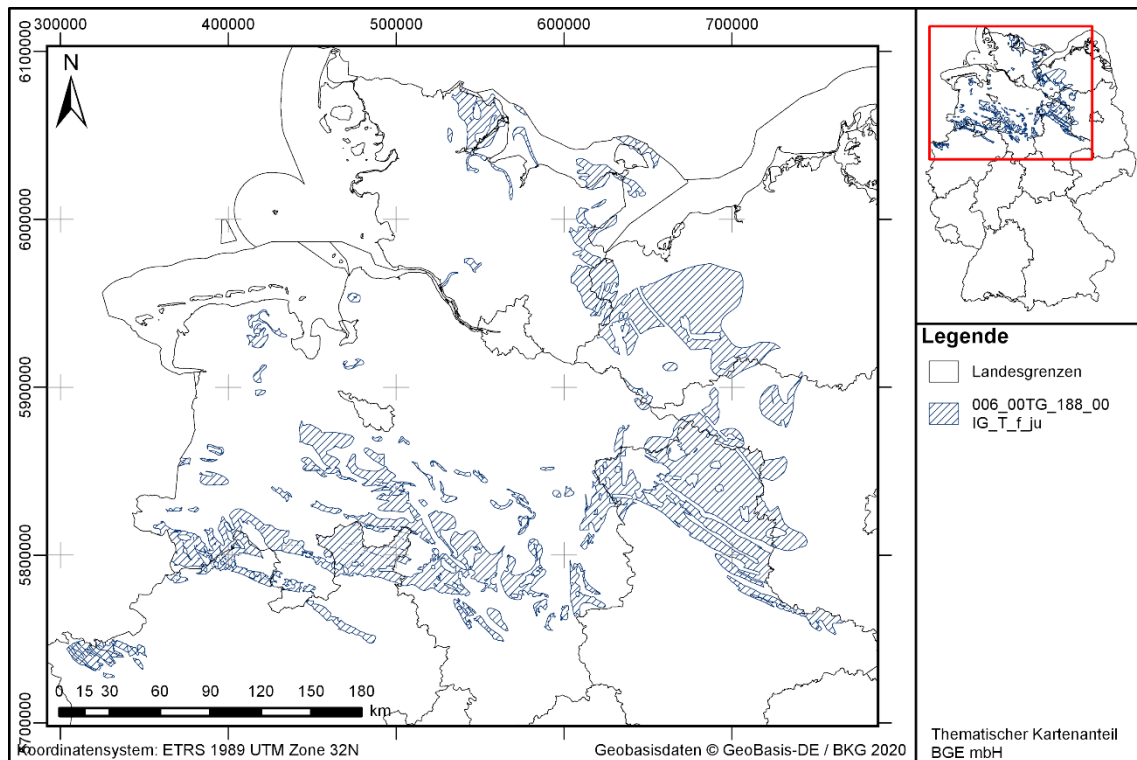 300000 400000 500000 600000 700000
6100000
N
6000000
5900000
5800000
5700000
0 15 30 60 90 120 150 180
km
Koordinatensystem: ETRS 1989 UTM Zone 32N
Geobasisdaten © GeoBasis-DE / BKG 2020
Legende
Landesgrenzen
006_00TG_188_00
IG_T_f_ju
Thematischer Kartenanteil
BGE mbH